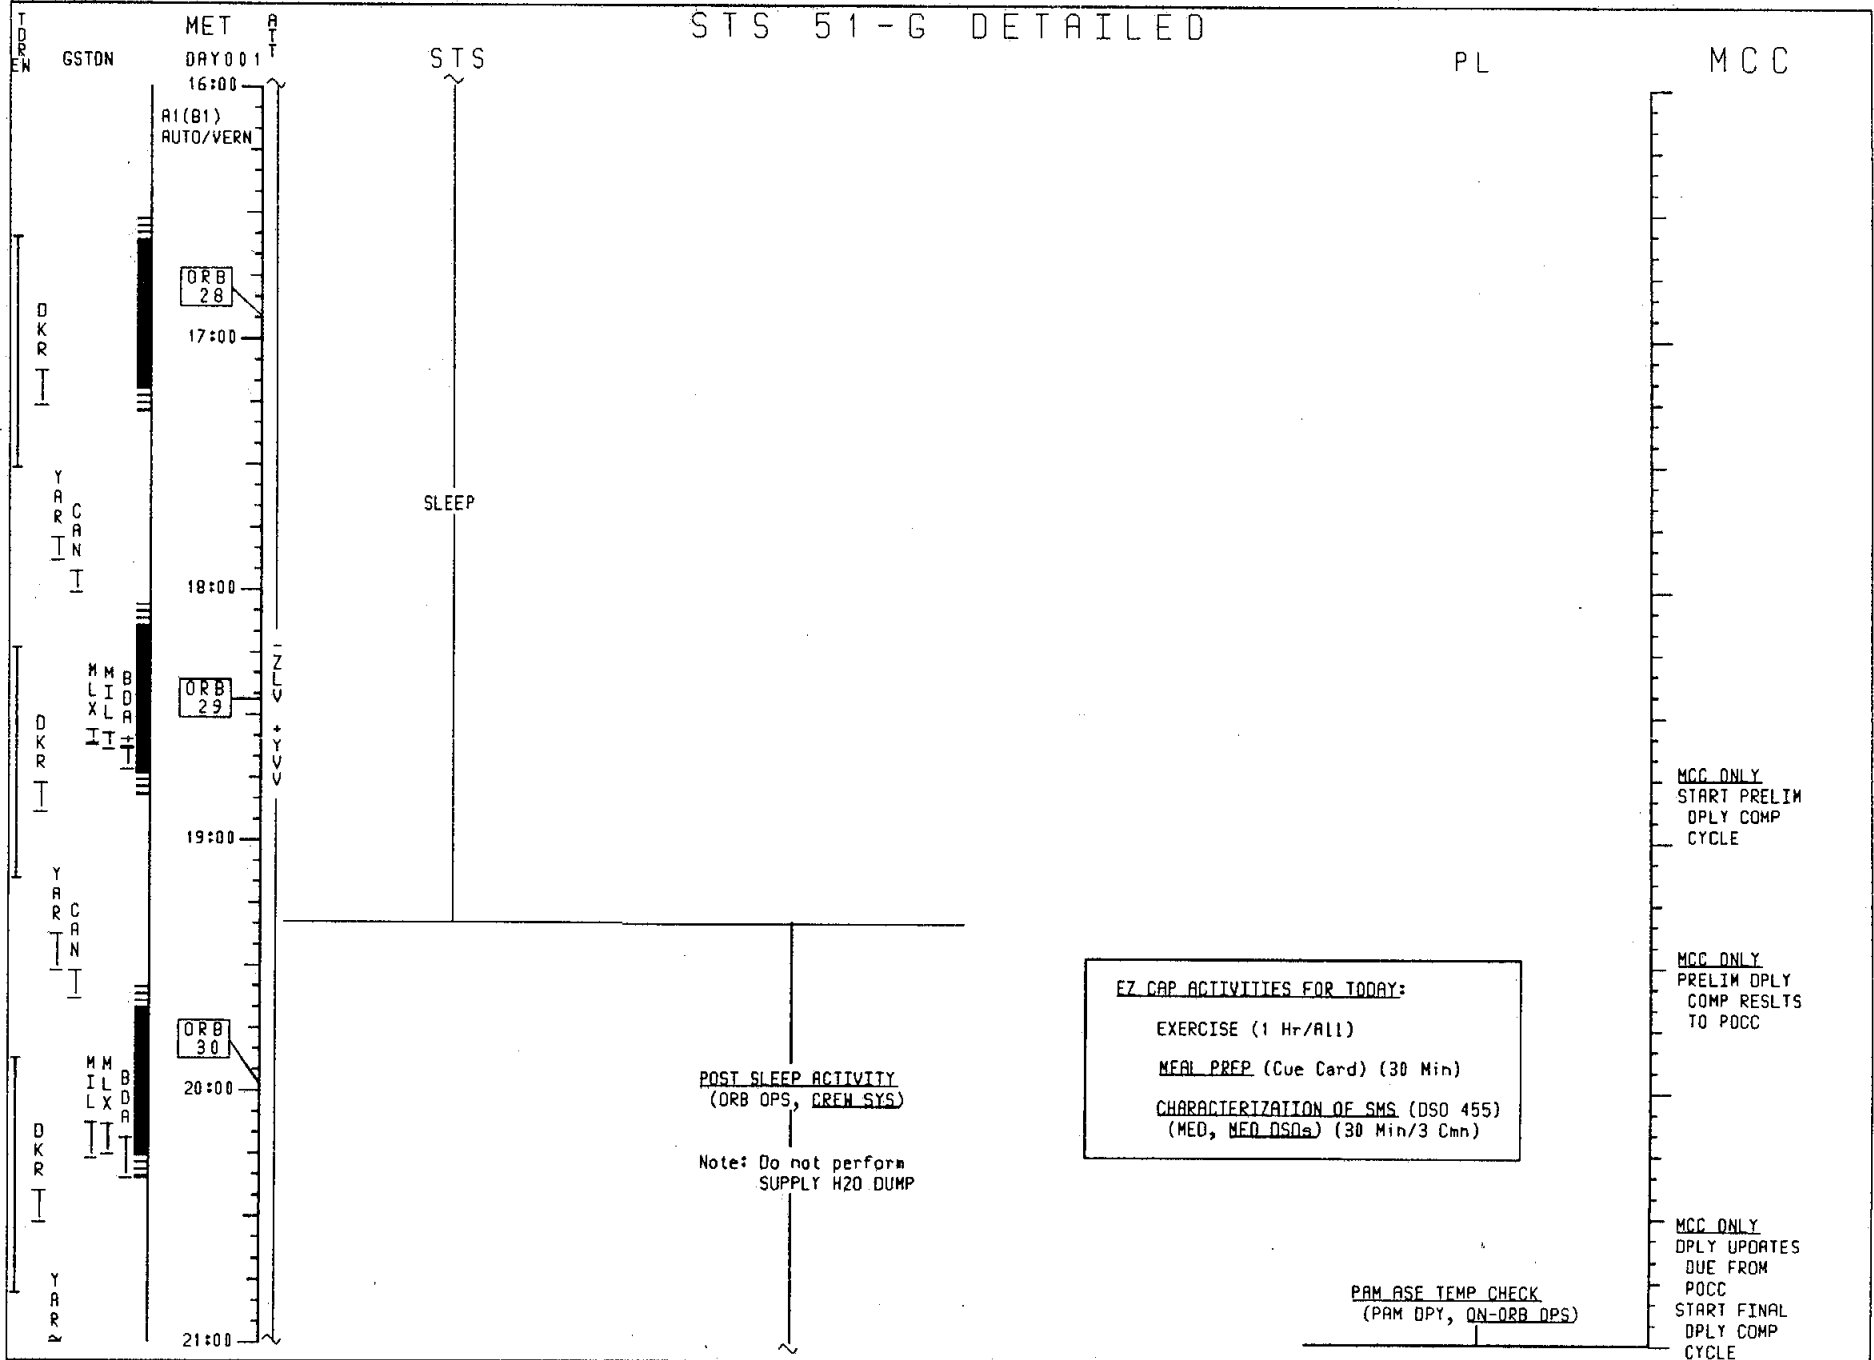 STS 51-G DETAILED
TDRE
EW
GSTDN
MET
DAY001
ATT
STS
PL
MCC
16:00
A1(B1)
AUTO/VERN
ORB
28
DKR
17:00
YAR
CAN
SLEEP
18:00
-ZLV +YVV
MLX
MIL
BDA
ORB
29
DKR
MCC ONLY
START PRELIM
DPLY COMP
CYCLE
19:00
YAR
CAN
MCC ONLY
PRELIM DPLY
COMP RESLTS
TO POCC
EZ CAP ACTIVITIES FOR TODAY:
EXERCISE (1 Hr/All)
MEAL PREP (Cue Card) (30 Min)
CHARACTERIZATION OF SMS (DSO 455)
(MED, MED DSOs) (30 Min/3 Cmn)
ORB
30
MIL
MLX
BDA
20:00
POST SLEEP ACTIVITY
(ORB OPS, CREW SYS)
DKR
Note: Do not perform
SUPPLY H2O DUMP
MCC ONLY
DPLY UPDATES
DUE FROM
POCC
START FINAL
DPLY COMP
CYCLE
YAR
PAM ASE TEMP CHECK
(PAM DPY, ON-ORB OPS)
21:00